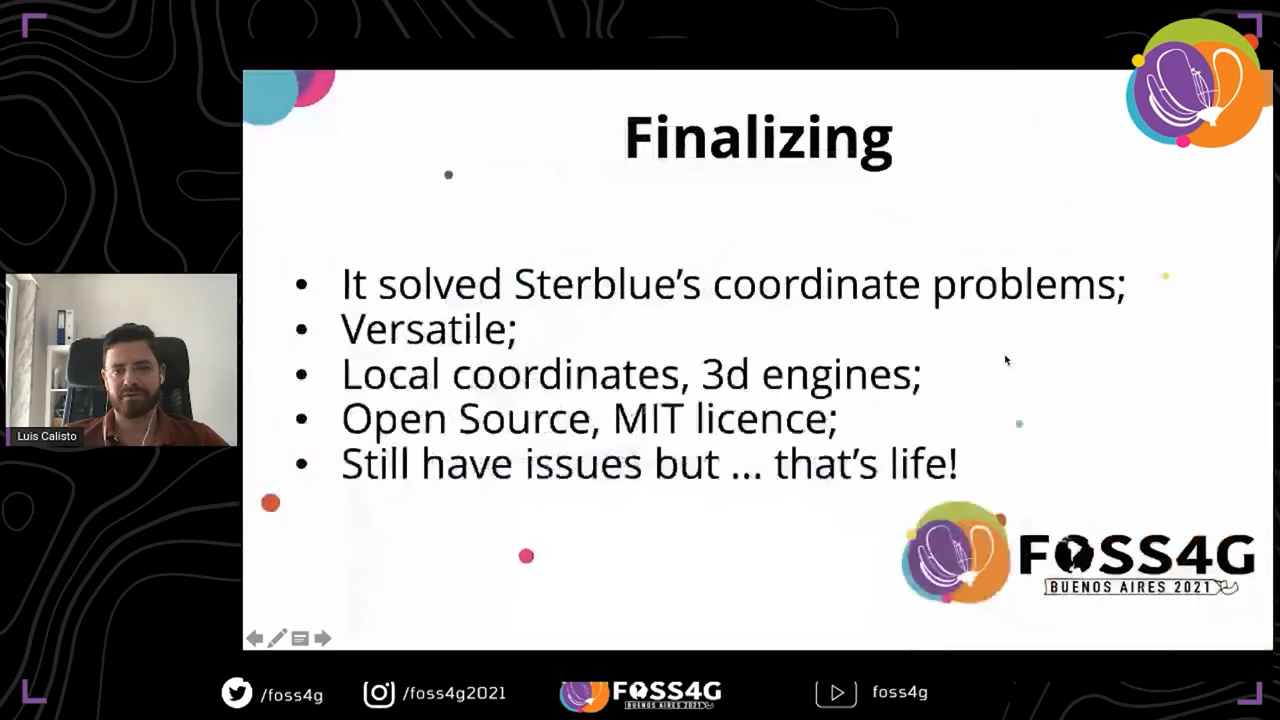 Finalizing
• It solved Sterblue's coordinate problems;
• Versatile;
• Local coordinates, 3d engines;
• Open Source, MIT licence;
• Still have issues but ... that's life!
Luis Calisto
FOSS4G
BUENOS AIRES 2021
/foss4g
/foss4g2021
FOSS4G
BUENOS AIRES 2021
foss4g